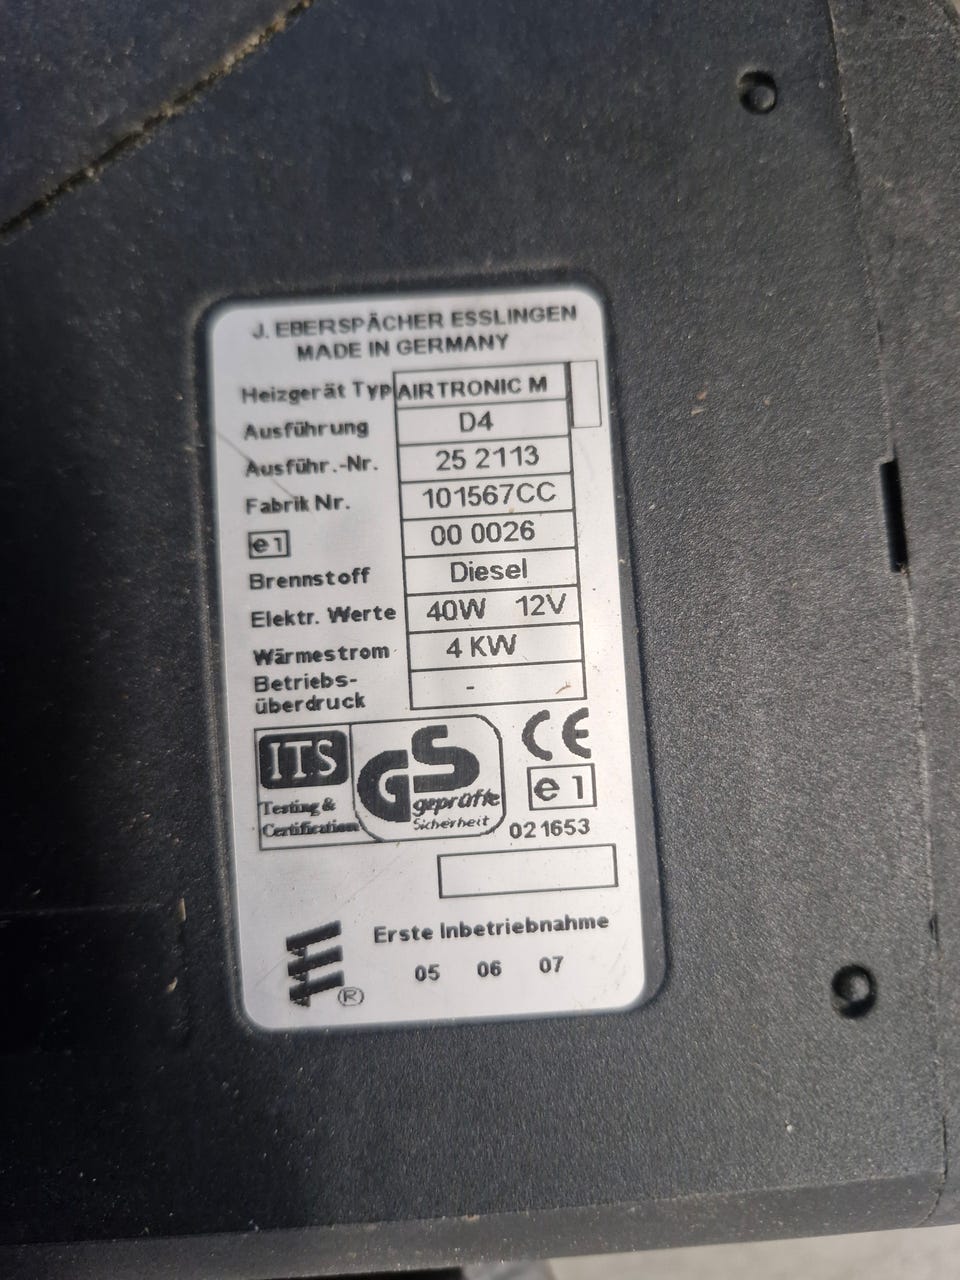 J. EBERSPÄCHER ESSLINGEN
MADE IN GERMANY
Heizgerät Typ AIRTRONIC M
Ausführung D4
Ausführ.-Nr. 25 2113
Fabrik Nr. 101567CC
e1 00 0026
Brennstoff Diesel
Elektr. Werte 40W 12V
Wärmestrom 4 KW
Betriebs-
überdruck -
ITS
Testing &
Certification
GS
geprüfte
Sicherheit
CE
e1
021653
Erste Inbetriebnahme
05 06 07
®